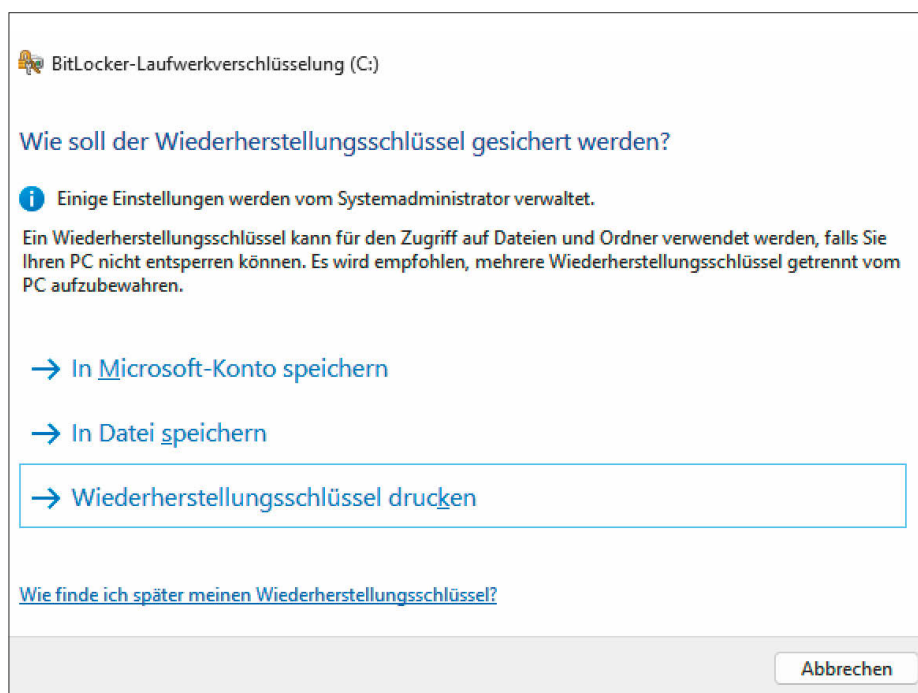 BitLocker-Laufwerkverschlüsselung (C:)
Wie soll der Wiederherstellungsschlüssel gesichert werden?
Einige Einstellungen werden vom Systemadministrator verwaltet.
Ein Wiederherstellungsschlüssel kann für den Zugriff auf Dateien und Ordner verwendet werden, falls Sie
Ihren PC nicht entsperren können. Es wird empfohlen, mehrere Wiederherstellungsschlüssel getrennt vom
PC aufzubewahren.
In Microsoft-Konto speichern
In Datei speichern
Wiederherstellungsschlüssel drucken
Wie finde ich später meinen Wiederherstellungsschlüssel?
Abbrechen